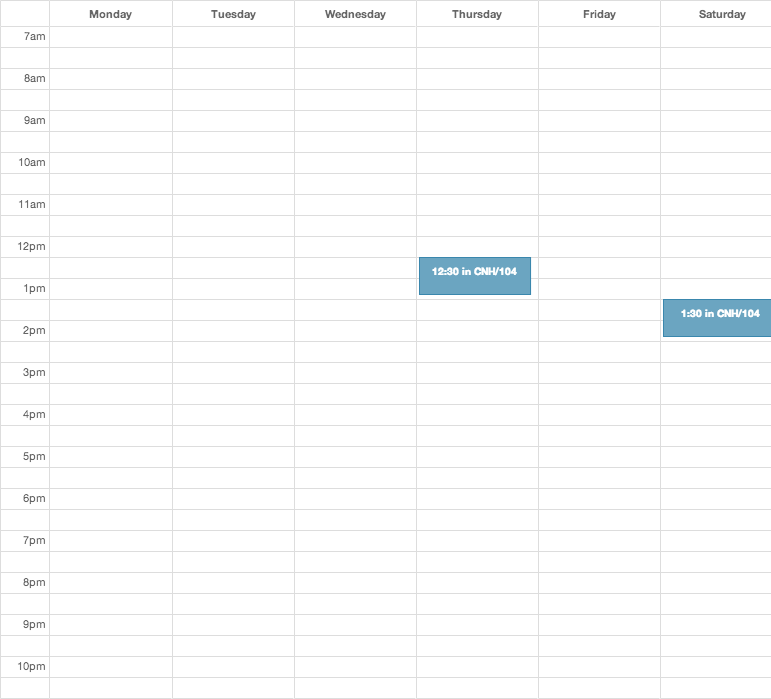 Monday Tuesday Wednesday Thursday Friday Saturday
7am
8am
9am
10am
11am
12pm
12:30 in CNH/104
1pm
1:30 in CNH/104
2pm
3pm
4pm
5pm
6pm
7pm
8pm
9pm
10pm